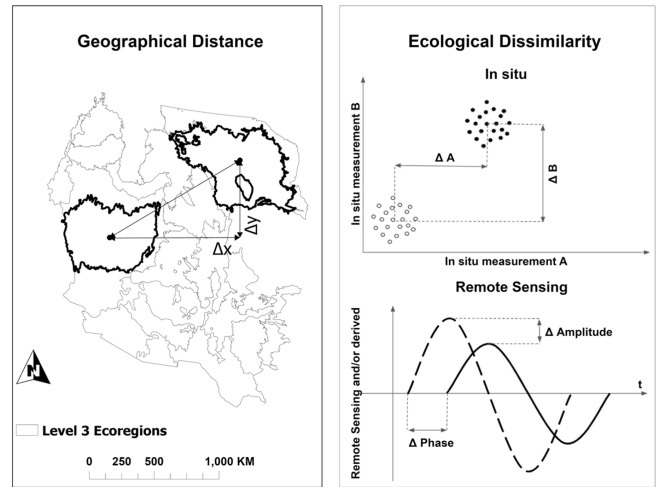 Geographical Distance
Δx
Δy
N
Level 3 Ecoregions
0 250 500 1,000 KM
Ecological Dissimilarity
In situ
In situ measurement B
Δ A
Δ B
In situ measurement A
Remote Sensing
Remote Sensing and/or derived
Δ Amplitude
t
Δ Phase